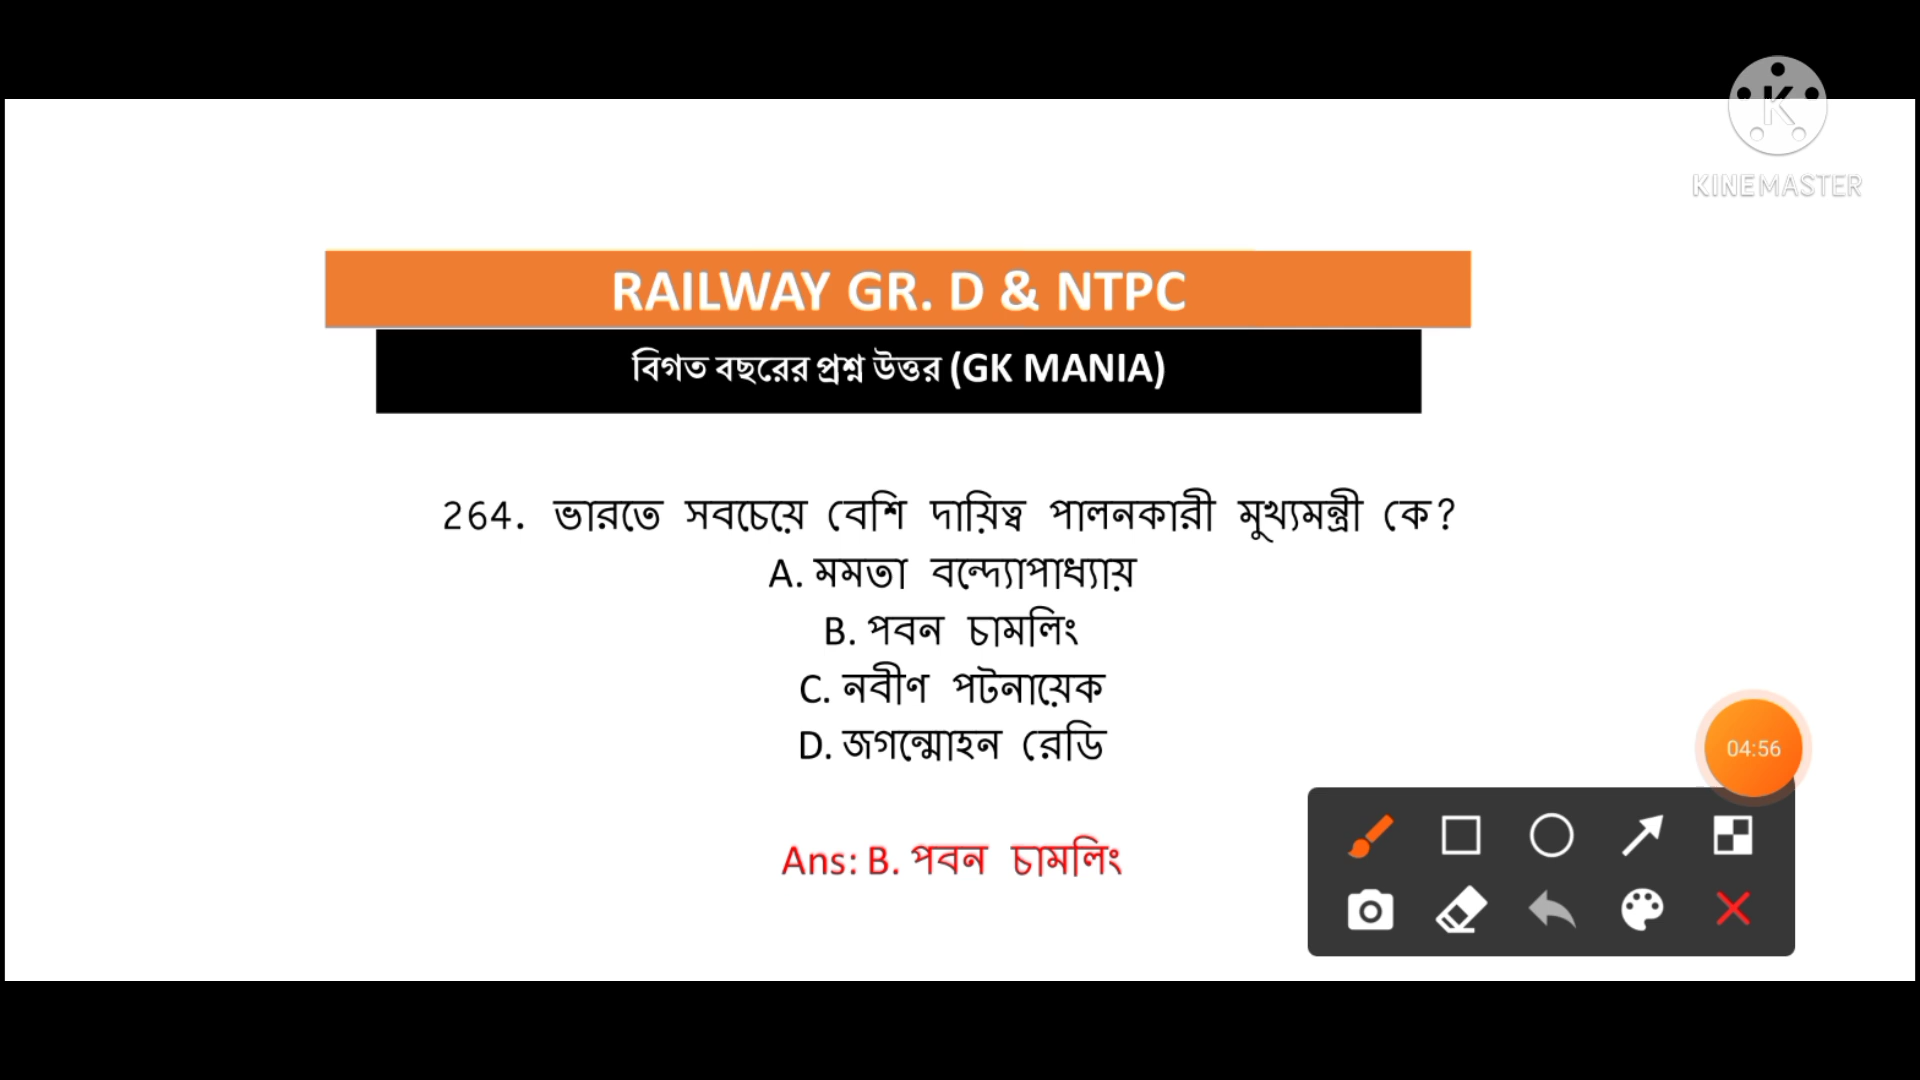 KINEMASTER
RAILWAY GR. D & NTPC
বিগত বছরের প্রশ্ন উত্তর (GK MANIA)
264. ভারতে সবচেয়ে বেশি দায়িত্ব পালনকারী মুখ্যমন্ত্রী কে?
A. মমতা বন্দ্যোপাধ্যায়
B. পবন চামলিং
C. নবীণ পটনায়েক
D. জগন্মোহন রেডি
04:56
Ans: B. পবন চামলিং